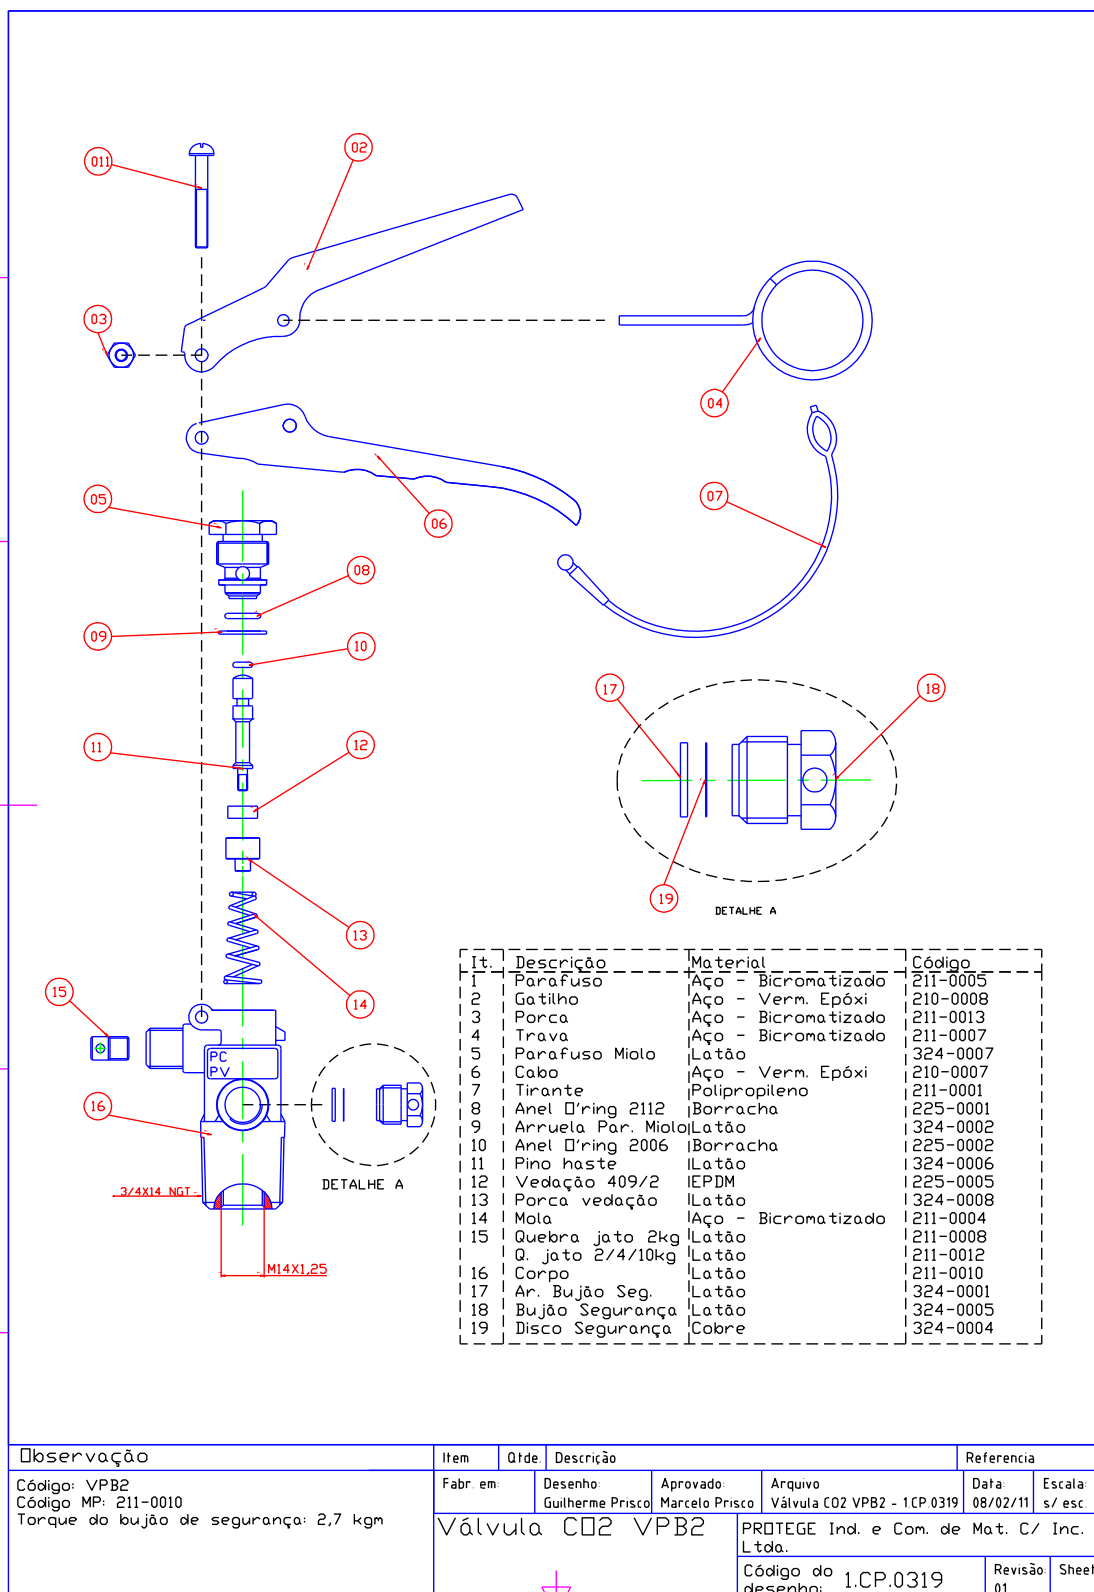 011
02
03
04
05
06
07
08
09
10
11
12
13
14
15
16
17
18
19
DETALHE A
PC
PV
3/4X14 NGT
M14X1,25
DETALHE A
It. Descrição Material Código
1 Parafuso Aço - Bicromatizado 211-0005
2 Gatilho Aço - Verm. Epóxi 210-0008
3 Porca Aço - Bicromatizado 211-0013
4 Trava Aço - Bicromatizado 211-0007
5 Parafuso Miolo Latão 324-0007
6 Cabo Aço - Verm. Epóxi 210-0007
7 Tirante Polipropileno 211-0001
8 Anel O'ring 2112 Borracha 225-0001
9 Arruela Par. Miolo Latão 324-0002
10 Anel O'ring 2006 Borracha 225-0002
11 Pino haste Latão 324-0006
12 Vedação 409/2 EPDM 225-0005
13 Porca vedação Latão 324-0008
14 Mola Aço - Bicromatizado 211-0004
15 Quebra jato 2kg Latão 211-0008
Q. jato 2/4/10kg Latão 211-0012
16 Corpo Latão 211-0010
17 Ar. Bujão Seg. Latão 324-0001
18 Bujão Segurança Latão 324-0005
19 Disco Segurança Cobre 324-0004
Observação
Código: VPB2
Código MP: 211-0010
Torque do bujão de segurança: 2,7 kgm
Item Qtde. Descrição Referencia
Fabr. em: Desenho: Aprovado: Arquivo Data: Escala:
Guilherme Prisco Marcelo Prisco Válvula CO2 VPB2 - 1.CP.0319 08/02/11 s/ esc.
Válvula CO2 VPB2
PROTEGE Ind. e Com. de Mat. C/ Inc.
Ltda.
Código do desenho: 1.CP.0319
Revisão: 01
Sheet